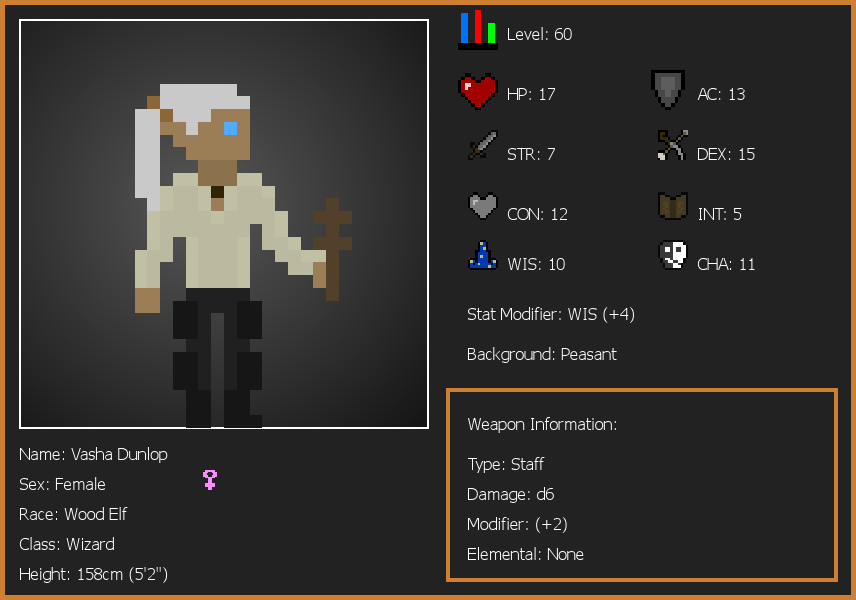 Level: 60
HP: 17
AC: 13
STR: 7
DEX: 15
CON: 12
INT: 5
WIS: 10
CHA: 11
Stat Modifier: WIS (+4)
Background: Peasant
Weapon Information:
Type: Staff
Damage: d6
Modifier: (+2)
Elemental: None
Name: Vasha Dunlop
Sex: Female
Race: Wood Elf
Class: Wizard
Height: 158cm (5'2")